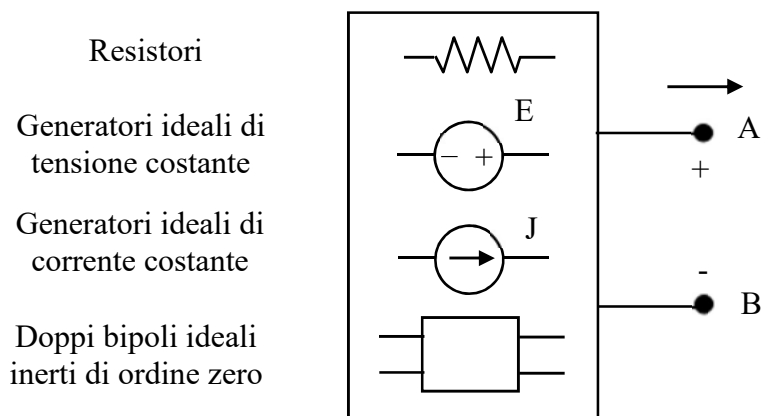 Resistori
Generatori ideali di
tensione costante
Generatori ideali di
corrente costante
Doppi bipoli ideali
inerti di ordine zero
E
− +
J
A
+
-
B